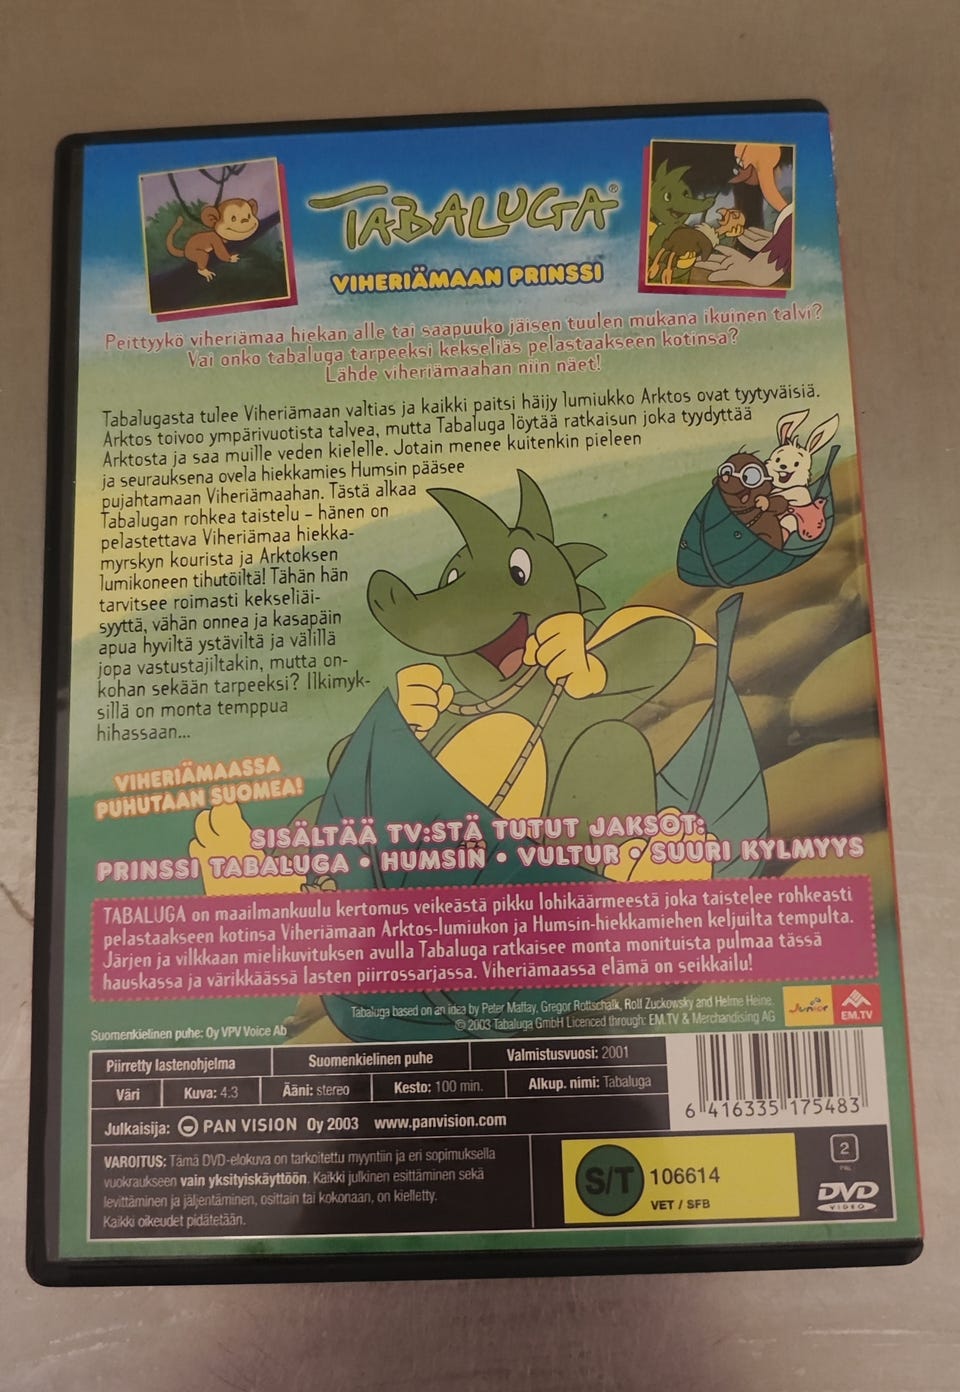 TABALUGA®
VIHERIÄMAAN PRINSSI
Peittyykö viheriämaa hiekan alle tai saapuuko jäisen tuulen mukana ikuinen talvi?
Vai onko tabaluga tarpeeksi kekseliäs pelastaakseen kotinsa?
Lähde viheriämaahan niin näet!
Tabalugasta tulee Viheriämaan valtias ja kaikki paitsi häijy lumiukko Arktos ovat tyytyväisiä.
Arktos toivoo ympärivuotista talvea, mutta Tabaluga löytää ratkaisun joka tyydyttää
Arktosta ja saa muille veden kielelle. Jotain menee kuitenkin pieleen
ja seurauksena ovela hiekkamies Humsin pääsee
pujahtamaan Viheriämaahan. Tästä alkaa
Tabalugan rohkea taistelu – hänen on
pelastettava Viheriämaa hiekka-
myrskyn kourista ja Arktoksen
lumikoneen tihutöiltä! Tähän hän
tarvitsee roimasti kekseliäi-
syyttä, vähän onnea ja kasapäin
apua hyviltä ystäviltä ja välillä
jopa vastustajiltakin, mutta on-
kohan sekään tarpeeksi? Ilkimyk-
sillä on monta temppua
hihassaan...
VIHERIÄMAASSA
PUHUTAAN SUOMEA!
SISÄLTÄÄ TV:STÄ TUTUT JAKSOT:
PRINSSI TABALUGA • HUMSIN • VULTUR • SUURI KYLMYYS
TABALUGA on maailmankuulu kertomus veikeästä pikku lohikäärmeestä joka taistelee rohkeasti
pelastaakseen kotinsa Viheriämaan Arktos-lumiukon ja Humsin-hiekkamiehen keljuilta tempulta.
Järjen ja vilkkaan mielikuvituksen avulla Tabaluga ratkaisee monta monituista pulmaa tässä
hauskassa ja värikkäässä lasten piirrossarjassa. Viheriämaassa elämä on seikkailu!
Tabaluga based on an idea by Peter Maffay, Gregor Rottschalk, Rolf Zuckowsky and Helme Heine.
© 2003 Tabaluga GmbH Licenced through: EM.TV & Merchandising AG
Junior
EM.TV
Suomenkielinen puhe: Oy VPV Voice Ab
Piirretty lastenohjelma Suomenkielinen puhe Valmistusvuosi: 2001
Väri Kuva: 4.3 Ääni: stereo Kesto: 100 min. Alkup. nimi: Tabaluga
Julkaisija: PAN VISION Oy 2003 www.panvision.com
6 416335 175483
VAROITUS: Tämä DVD-elokuva on tarkoitettu myyntiin ja eri sopimuksella
vuokraukseen vain yksityiskäyttöön. Kaikki julkinen esittäminen sekä
levittäminen ja jäljentäminen, osittain tai kokonaan, on kielletty.
Kaikki oikeudet pidätetään.
S/T 106614
VET / SFB
2
PAL
DVD
VIDEO